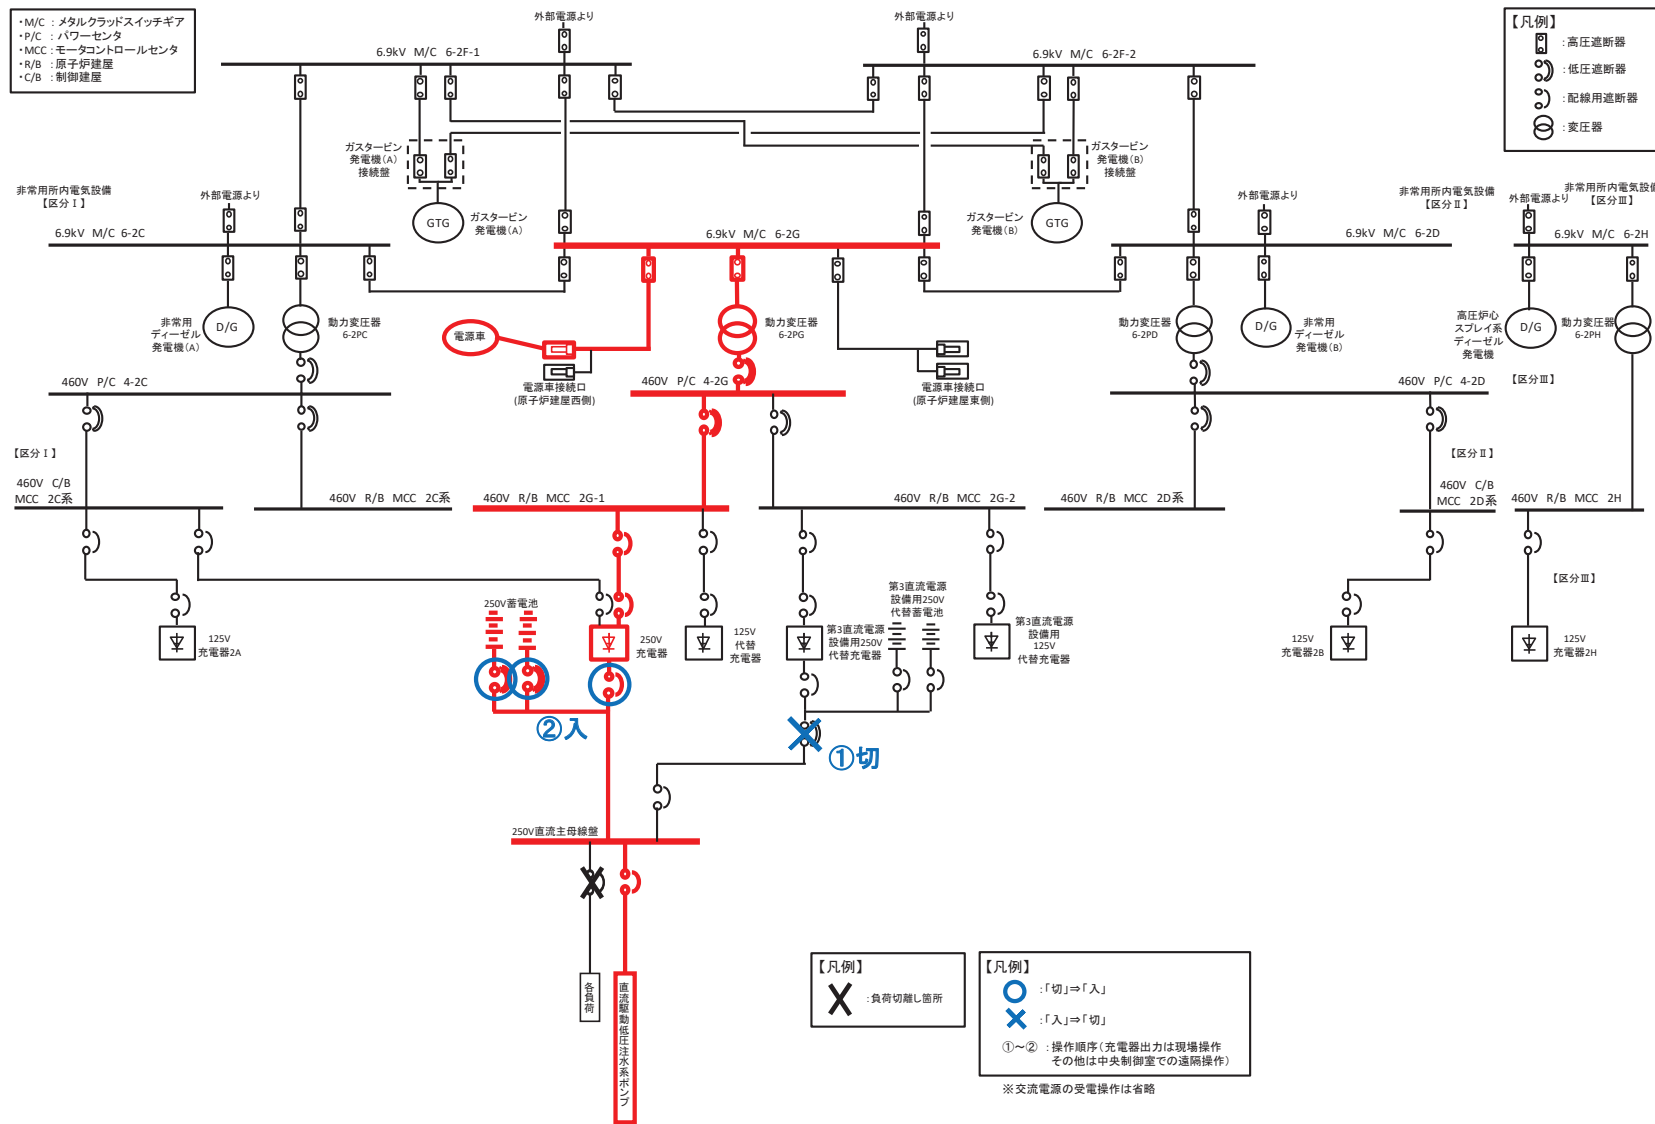 ・M/C ：メタルクラッドスイッチギア
・P/C ：パワーセンタ
・MCC：モータコントロールセンタ
・R/B ：原子炉建屋
・C/B ：制御建屋
外部電源より
外部電源より
6.9kV M/C 6-2F-1
6.9kV M/C 6-2F-2
【凡例】
：高圧遮断器
：低圧遮断器
：配線用遮断器
：変圧器
ガスタービン
発電機(A)
接続盤
ガスタービン
発電機(B)
接続盤
GTG
ガスタービン
発電機(A)
ガスタービン
発電機(B)
GTG
非常用所内電気設備
【区分Ⅰ】
外部電源より
6.9kV M/C 6-2C
6.9kV M/C 6-2G
外部電源より
非常用所内電気設備
【区分Ⅱ】
6.9kV M/C 6-2D
外部電源より
非常用所内電気設備
【区分Ⅲ】
6.9kV M/C 6-2H
非常用
ディーゼル
発電機(A)
D/G
動力変圧器
6-2PC
電源車
電源車接続口
(原子炉建屋西側)
動力変圧器
6-2PG
電源車接続口
(原子炉建屋東側)
動力変圧器
6-2PD
D/G
非常用
ディーゼル
発電機(B)
高圧炉心
スプレイ系
ディーゼル
発電機
D/G
動力変圧器
6-2PH
460V P/C 4-2C
460V P/C 4-2G
460V P/C 4-2D
【区分Ⅲ】
【区分Ⅰ】
【区分Ⅱ】
460V C/B
MCC 2C系
460V R/B MCC 2C系
460V R/B MCC 2G-1
460V R/B MCC 2G-2
460V R/B MCC 2D系
460V C/B
MCC 2D系
460V R/B MCC 2H
【区分Ⅲ】
125V
充電器2A
250V蓄電池
250V
充電器
125V
代替
充電器
第3直流電源
設備用250V
代替充電器
第3直流電源
設備用250V
代替蓄電池
第3直流電源
設備用
125V
代替充電器
125V
充電器2B
125V
充電器2H
②入
①切
250V直流主母線盤
各負荷
直流駆動低圧注水系ポンプ
【凡例】
：負荷切離し箇所
【凡例】
：「切」⇒「入」
：「入」⇒「切」
①～②：操作順序(充電器出力は現場操作
その他は中央制御室での遠隔操作)
※交流電源の受電操作は省略